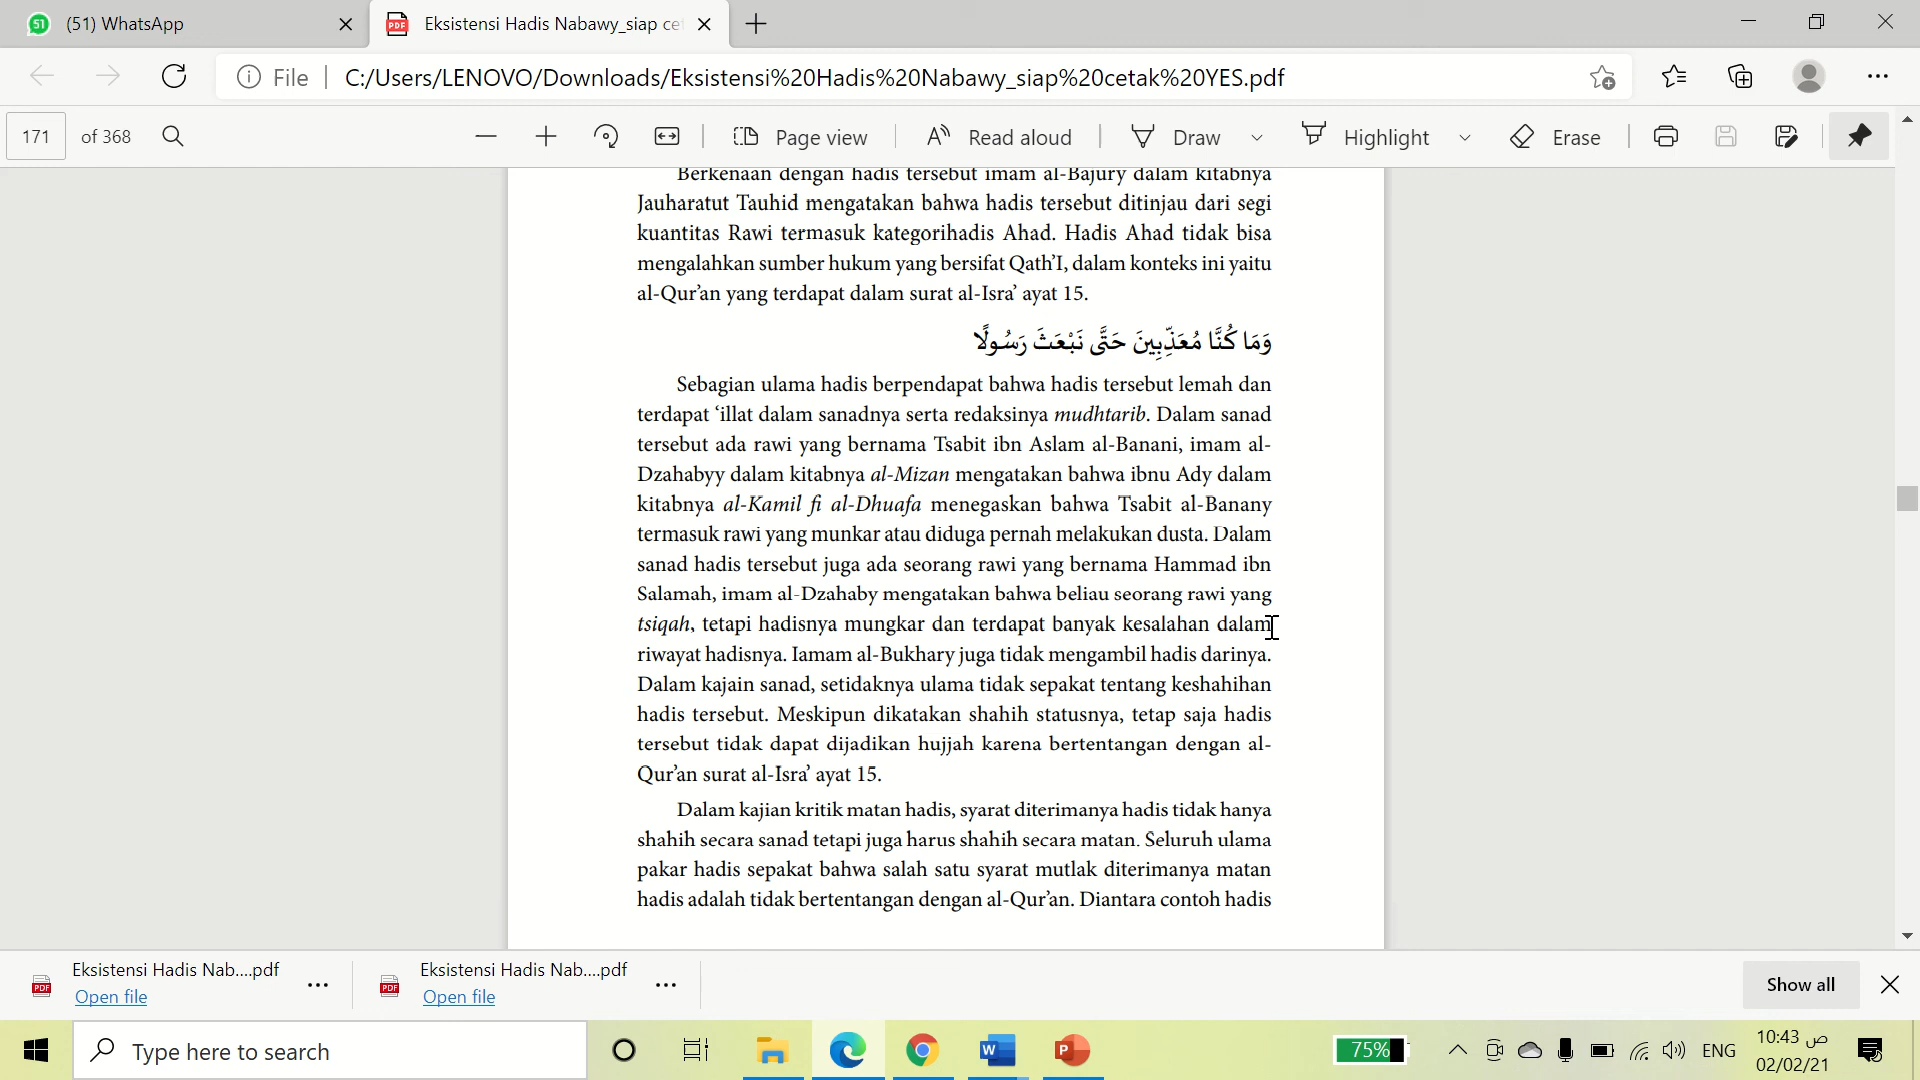 (51) WhatsApp
Eksistensi Hadis Nabawy_siap ce
File
C:/Users/LENOVO/Downloads/Eksistensi%20Hadis%20Nabawy_siap%20cetak%20YES.pdf
171 of 368
Page view
Read aloud
Draw
Highlight
Erase
Berkenaan dengan hadis tersebut imam al-Bajury dalam kitabnya
Jauharatut Tauhid mengatakan bahwa hadis tersebut ditinjau dari segi
kuantitas Rawi termasuk kategorihadis Ahad. Hadis Ahad tidak bisa
mengalahkan sumber hukum yang bersifat Qath’I, dalam konteks ini yaitu
al-Qur’an yang terdapat dalam surat al-Isra’ ayat 15.
وَمَا كُنَّا مُعَذِّبِينَ حَتَّى نَبْعَثَ رَسُولًا
Sebagian ulama hadis berpendapat bahwa hadis tersebut lemah dan
terdapat ‘illat dalam sanadnya serta redaksinya mudhtarib. Dalam sanad
tersebut ada rawi yang bernama Tsabit ibn Aslam al-Banani, imam al-
Dzahabyy dalam kitabnya al-Mizan mengatakan bahwa ibnu Ady dalam
kitabnya al-Kamil fi al-Dhuafa menegaskan bahwa Tsabit al-Banany
termasuk rawi yang munkar atau diduga pernah melakukan dusta. Dalam
sanad hadis tersebut juga ada seorang rawi yang bernama Hammad ibn
Salamah, imam al-Dzahaby mengatakan bahwa beliau seorang rawi yang
tsiqah, tetapi hadisnya mungkar dan terdapat banyak kesalahan dalam
riwayat hadisnya. Iamam al-Bukhary juga tidak mengambil hadis darinya.
Dalam kajain sanad, setidaknya ulama tidak sepakat tentang keshahihan
hadis tersebut. Meskipun dikatakan shahih statusnya, tetap saja hadis
tersebut tidak dapat dijadikan hujjah karena bertentangan dengan al-
Qur’an surat al-Isra’ ayat 15.
Dalam kajian kritik matan hadis, syarat diterimanya hadis tidak hanya
shahih secara sanad tetapi juga harus shahih secara matan. Seluruh ulama
pakar hadis sepakat bahwa salah satu syarat mutlak diterimanya matan
hadis adalah tidak bertentangan dengan al-Qur’an. Diantara contoh hadis
Eksistensi Hadis Nab....pdf
Open file
Eksistensi Hadis Nab....pdf
Open file
Show all
Type here to search
75%
ENG
10:43 ص
02/02/21